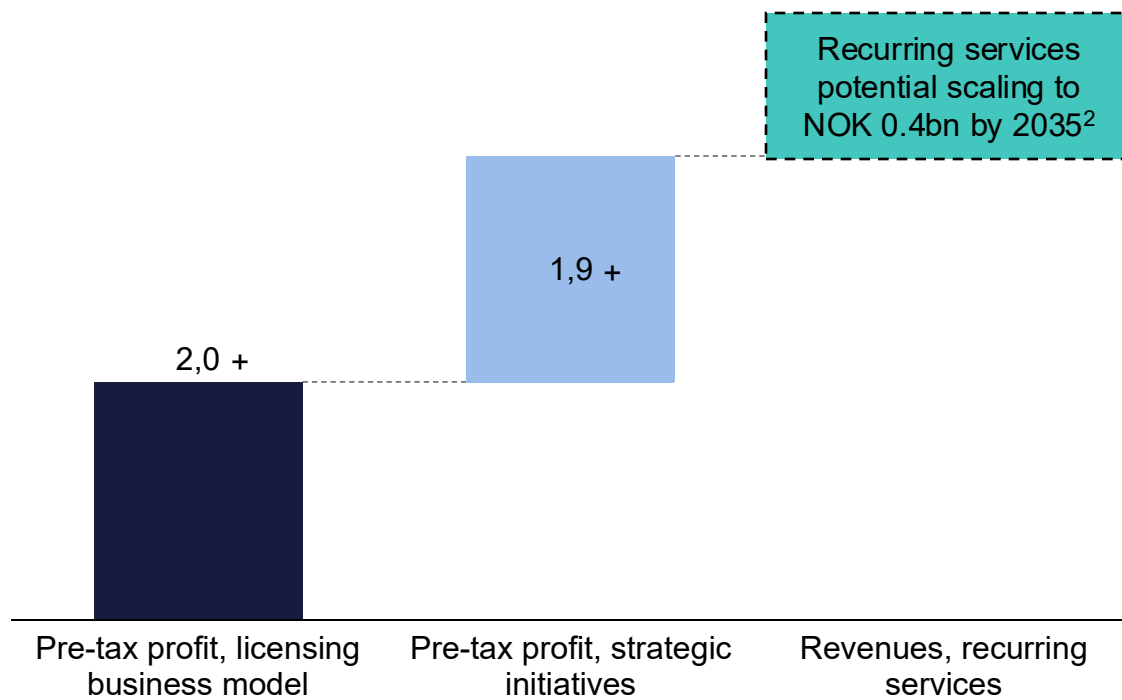 Recurring services
potential scaling to
NOK 0.4bn by 2035²
1,9 +
2,0 +
Pre-tax profit, licensing
business model
Pre-tax profit, strategic
initiatives
Revenues, recurring
services